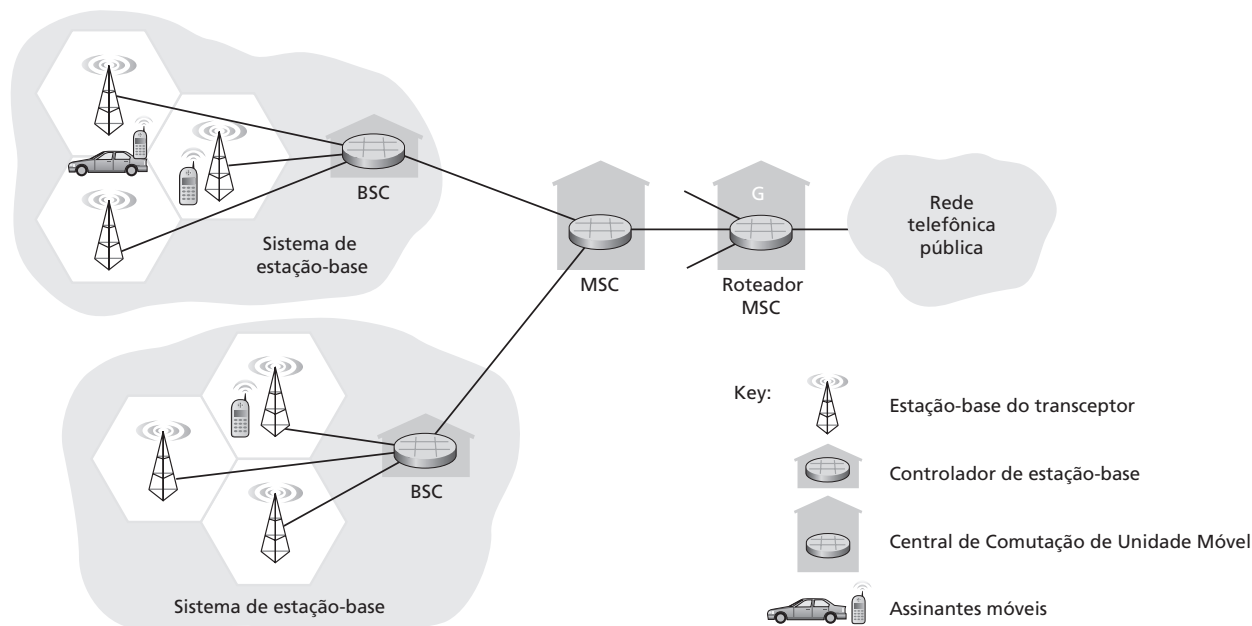 BSC
Sistema de
estação-base
MSC
G
Roteador
MSC
Rede
telefônica
pública
BSC
Sistema de estação-base
Key:
Estação-base do transceptor
Controlador de estação-base
Central de Comutação de Unidade Móvel
Assinantes móveis